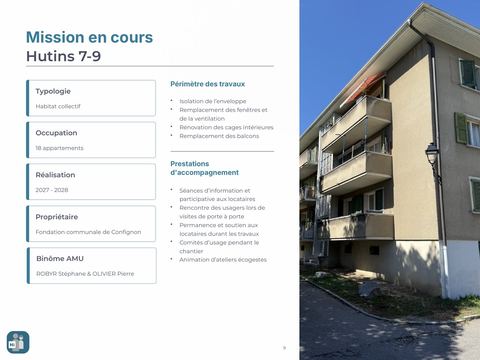 Mission en cours
Hutins 7-9
Typologie
Habitat collectif
Occupation
18 appartements
Réalisation
2027 - 2028
Propriétaire
Fondation communale de Confignon
Binôme AMU
ROBYR Stéphane & OLIVIER Pierre
Périmètre des travaux
• Isolation de l'enveloppe
• Remplacement des fenêtres et
de la ventilation
• Rénovation des cages intérieures
• Remplacement des balcons
Prestations
d'accompagnement
• Séances d'information et
participative aux locataires
• Rencontre des usagers lors de
visites de porte à porte
• Permanence et soutien aux
locataires durant les travaux
• Comités d'usage pendant le
chantier
• Animation d'ateliers écogestes
9